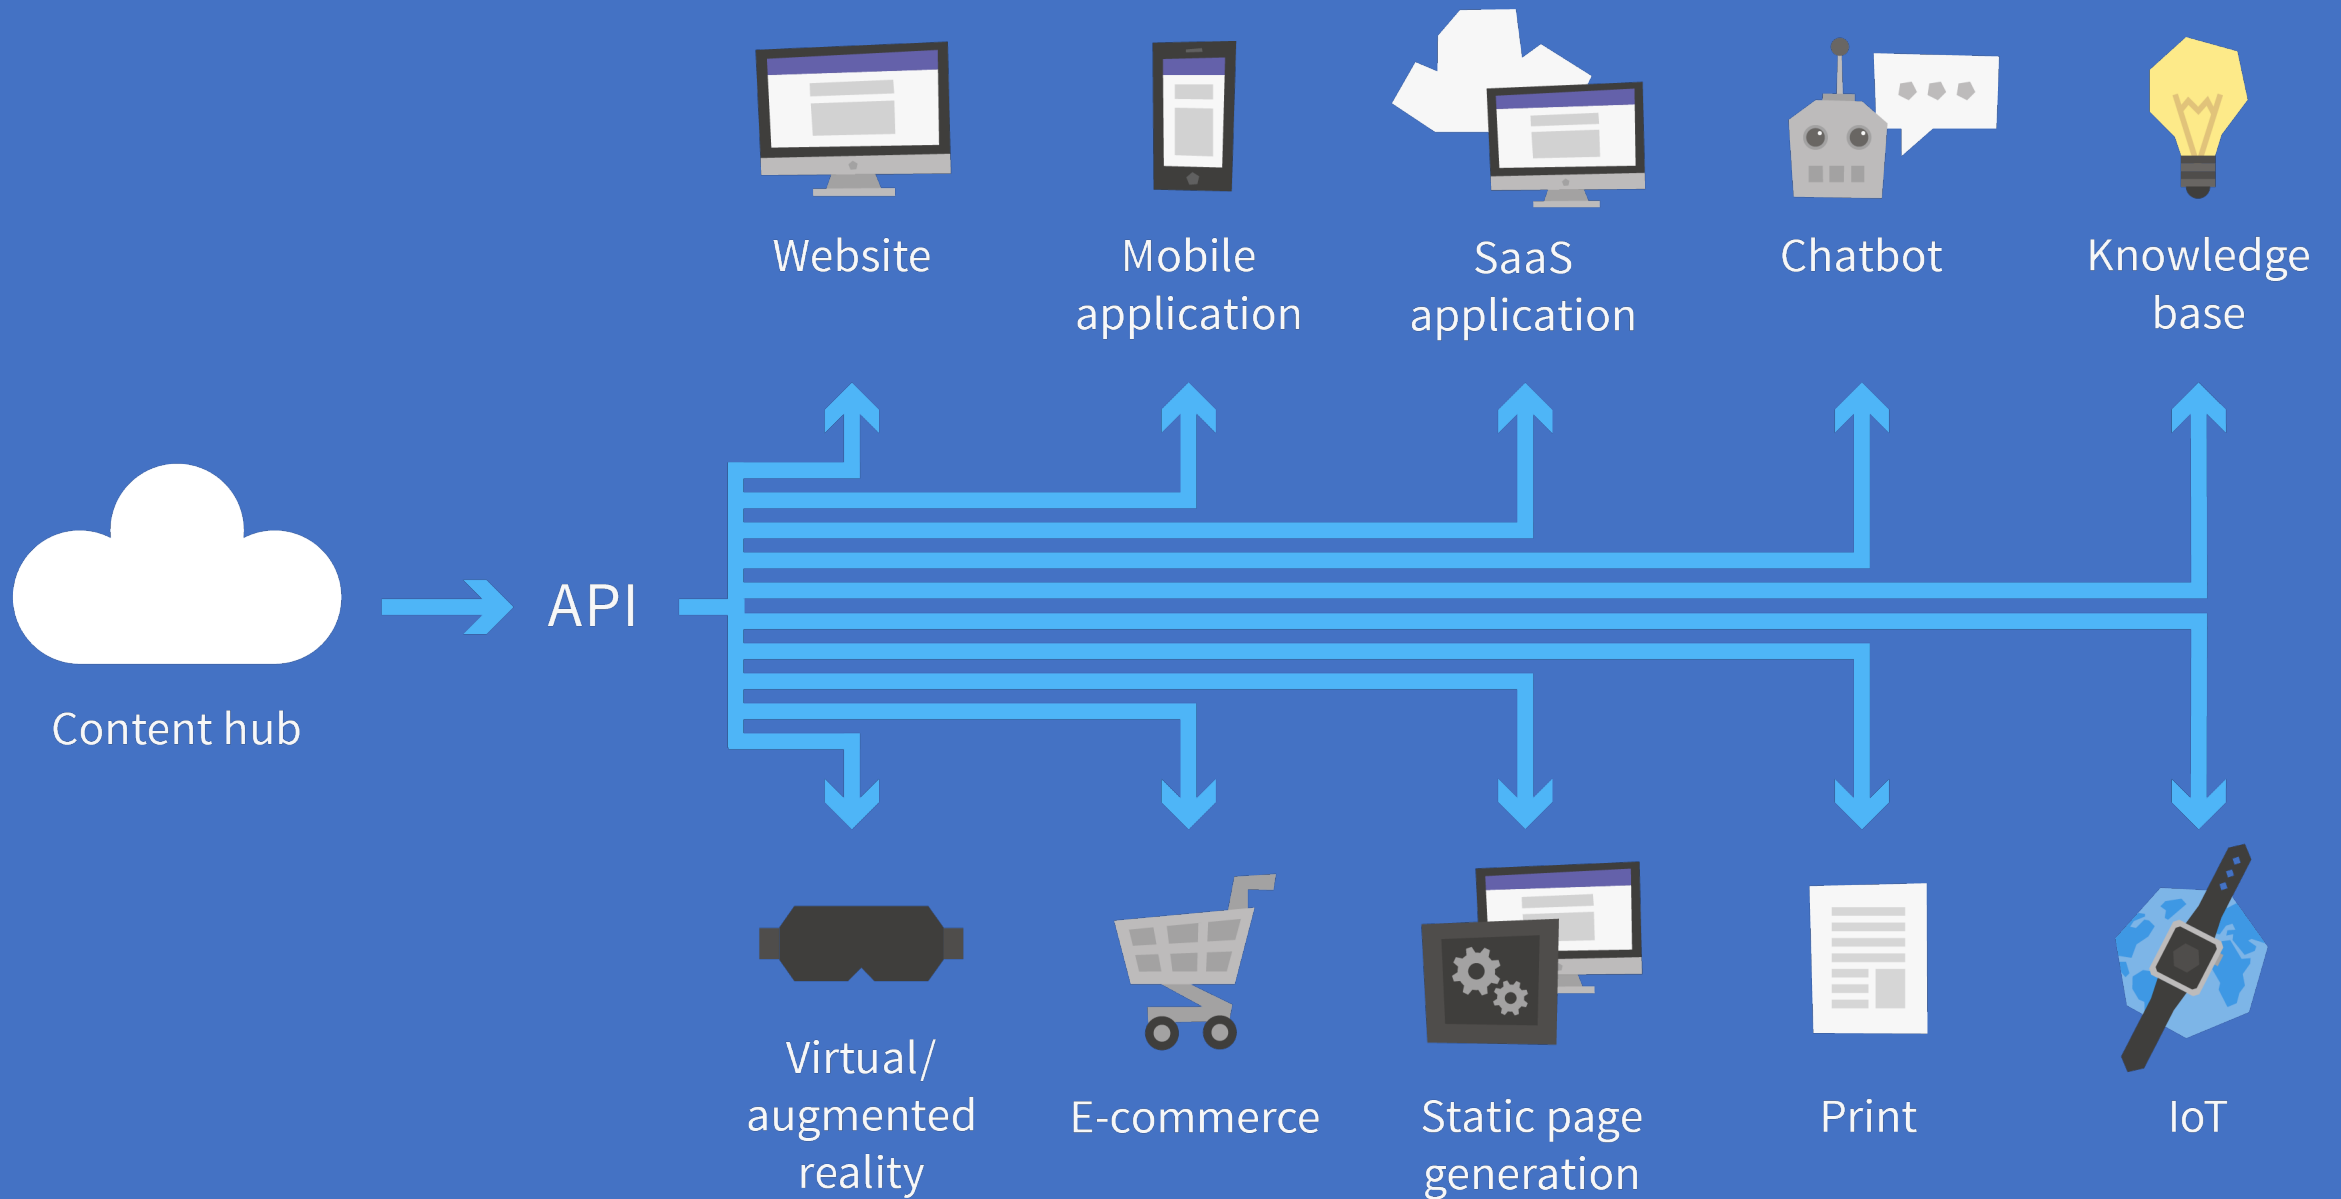 Website
Mobile
application
SaaS
application
Chatbot
Knowledge
base
API
Content hub
Virtual/
augmented
reality
E-commerce
Static page
generation
Print
IoT